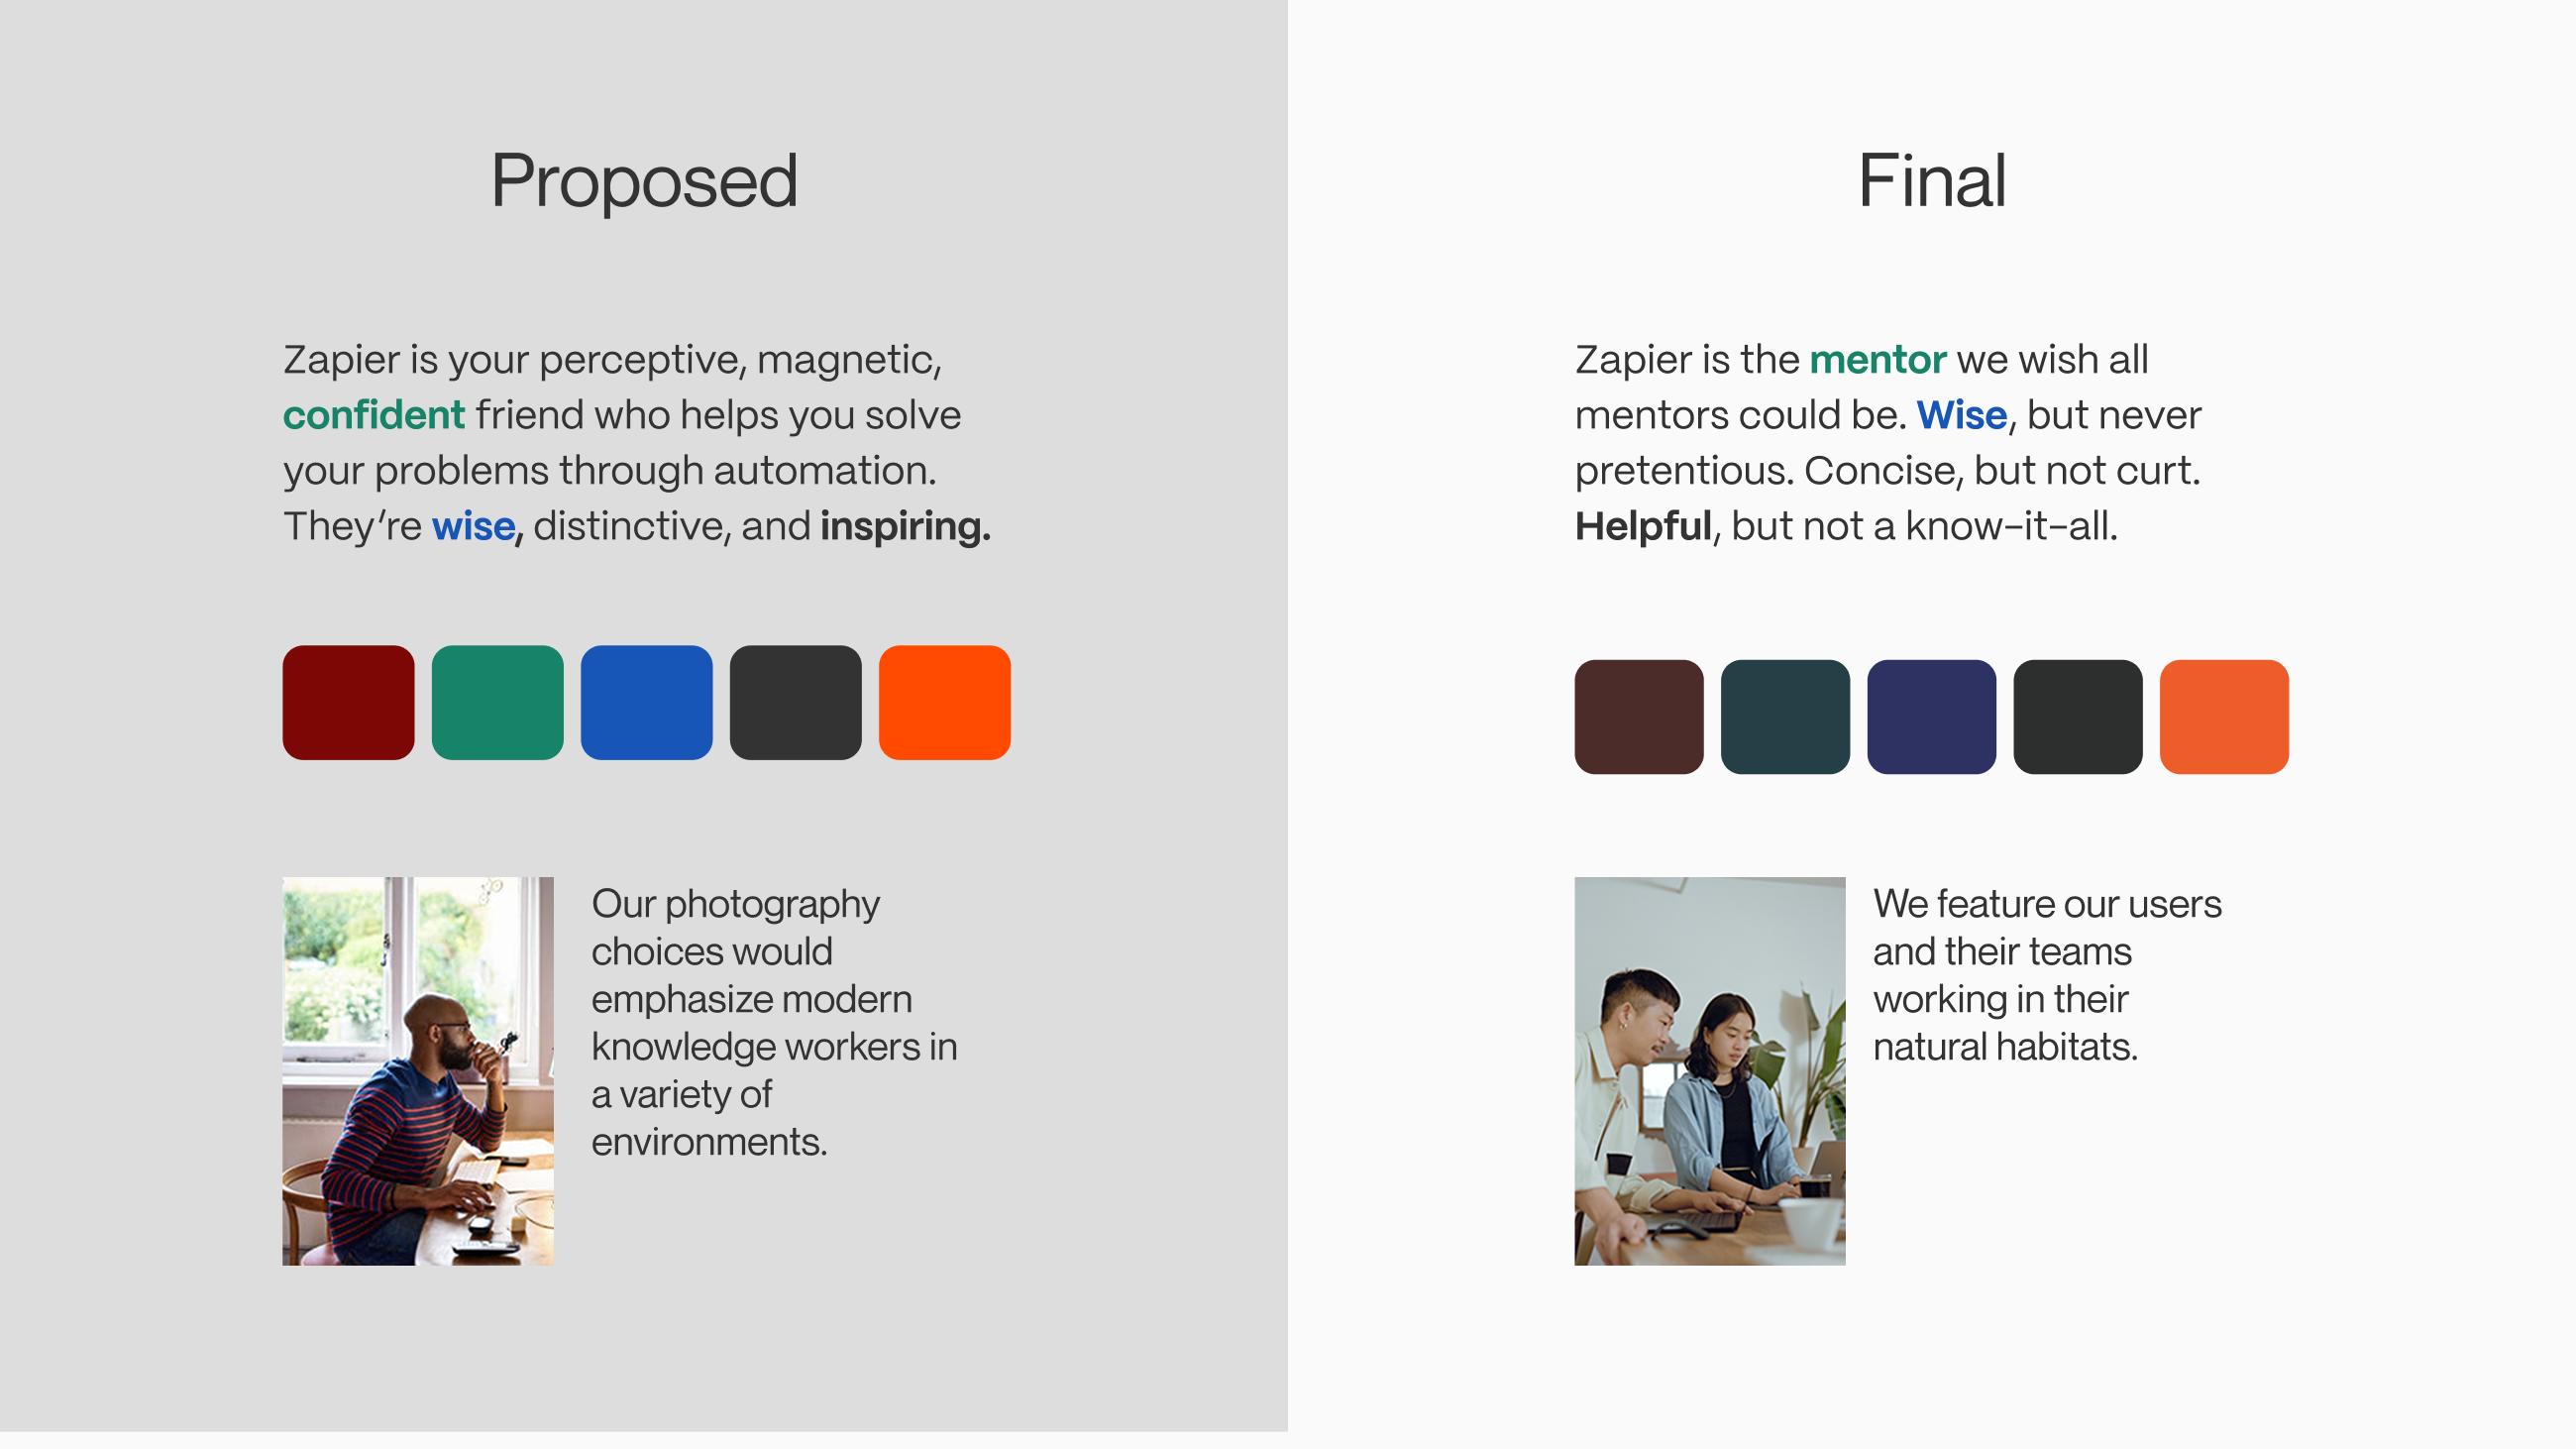 Proposed
Zapier is your perceptive, magnetic,
confident friend who helps you solve
your problems through automation.
They’re wise, distinctive, and inspiring.
Our photography
choices would
emphasize modern
knowledge workers in
a variety of
environments.
Final
Zapier is the mentor we wish all
mentors could be. Wise, but never
pretentious. Concise, but not curt.
Helpful, but not a know-it-all.
We feature our users
and their teams
working in their
natural habitats.